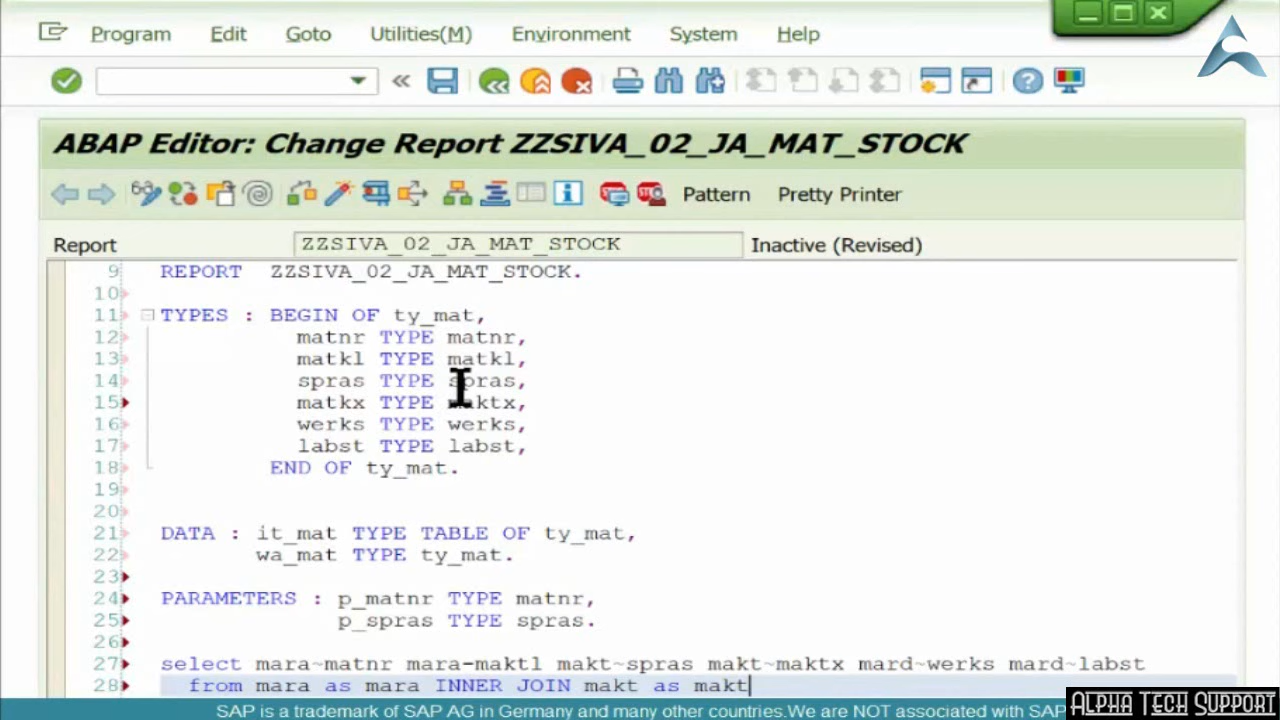 Program Edit Goto Utilities(M) Environment System Help
ABAP Editor: Change Report ZZSIVA_02_JA_MAT_STOCK
Pattern Pretty Printer
Report ZZSIVA_02_JA_MAT_STOCK Inactive (Revised)
9 REPORT ZZSIVA_02_JA_MAT_STOCK.
10
11 TYPES : BEGIN OF ty_mat,
12 matnr TYPE matnr,
13 matkl TYPE matkl,
14 spras TYPE spras,
15 matkx TYPE maktx,
16 werks TYPE werks,
17 labst TYPE labst,
18 END OF ty_mat.
19
20
21 DATA : it_mat TYPE TABLE OF ty_mat,
22 wa_mat TYPE ty_mat.
23
24 PARAMETERS : p_matnr TYPE matnr,
25 p_spras TYPE spras.
26
27 select mara~matnr mara-maktl makt~spras makt~maktx mard~werks mard~labst
28 from mara as mara INNER JOIN makt as makt
SAP is a trademark of SAP AG in Germany and many other countries.We are NOT associated with SAP
ALPHA TECH SUPPORT